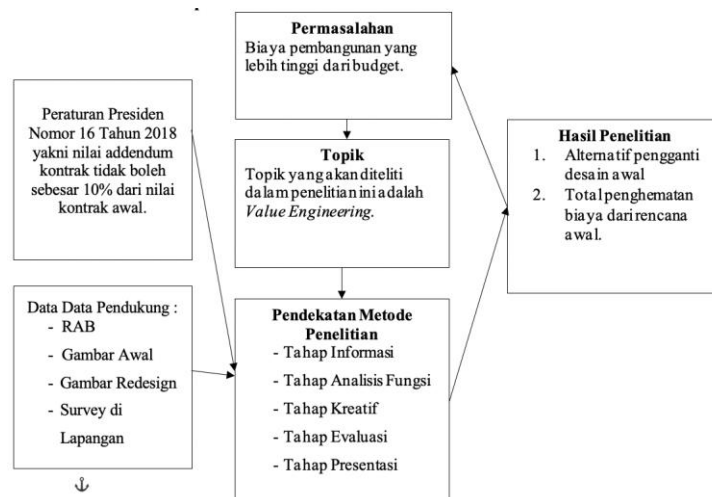 Permasalahan
Biaya pembangunan yang
lebih tinggi dari budget.
Peraturan Presiden
Nomor 16 Tahun 2018
yakni nilai addendum
kontrak tidak boleh
sebesar 10% dari nilai
kontrak awal.
Topik
Topik yang akan diteliti
dalam penelitian ini adalah
Value Engineering.
Hasil Penelitian
1. Alternatif pengganti
desain awal
2. Total penghematan
biaya dari rencana
awal.
Data Data Pendukung :
- RAB
- Gambar Awal
- Gambar Redesign
- Survey di
Lapangan
Pendekatan Metode
Penelitian
- Tahap Informasi
- Tahap Analisis Fungsi
- Tahap Kreatif
- Tahap Evaluasi
- Tahap Presentasi